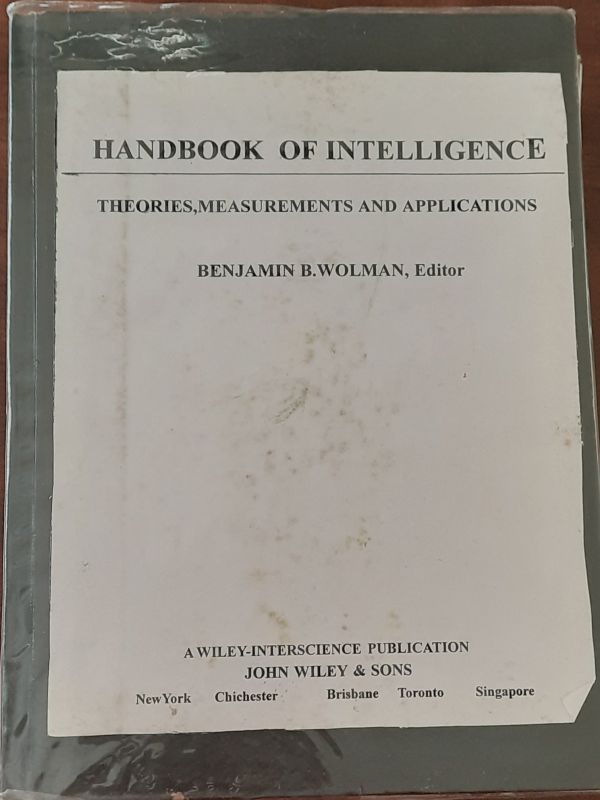 HANDBOOK OF INTELLIGENCE
THEORIES,MEASUREMENTS AND APPLICATIONS
BENJAMIN B.WOLMAN, Editor
A WILEY-INTERSCIENCE PUBLICATION
JOHN WILEY & SONS
NewYork Chichester Brisbane Toronto Singapore